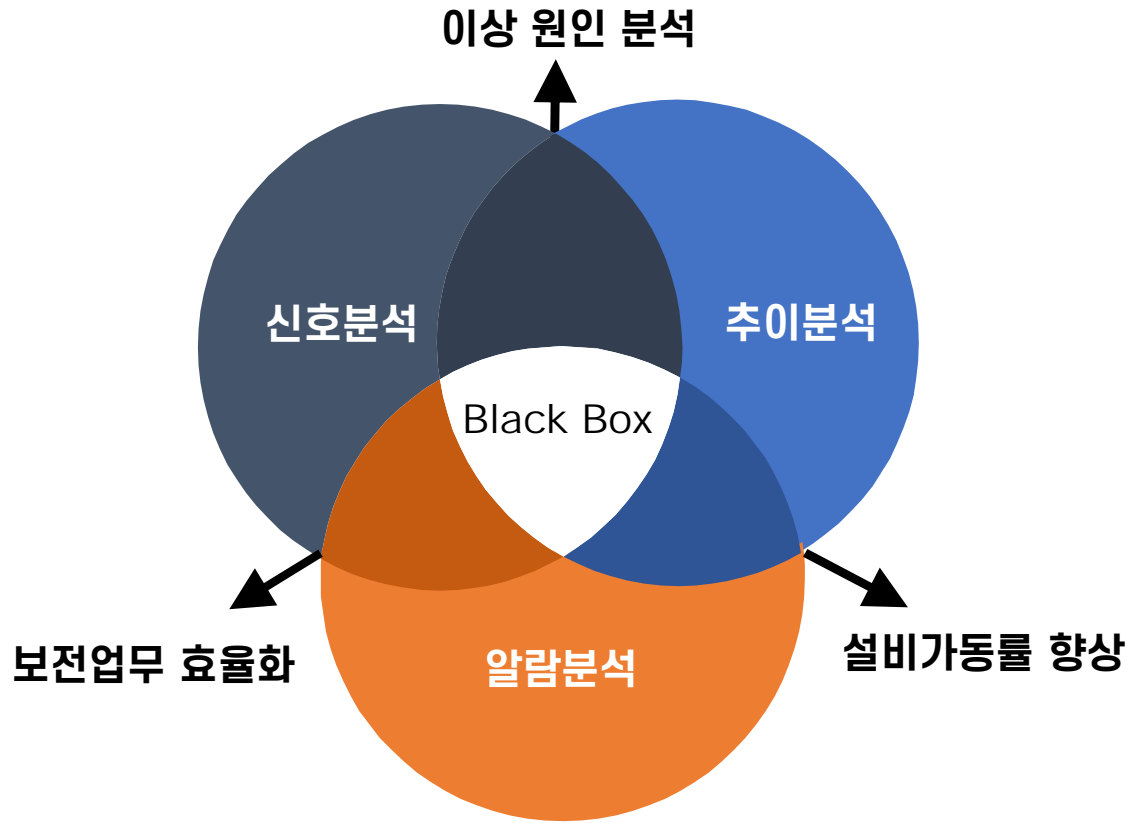 이상 원인 분석
신호분석
추이분석
Black Box
보전업무 효율화
설비가동률 향상
알람분석